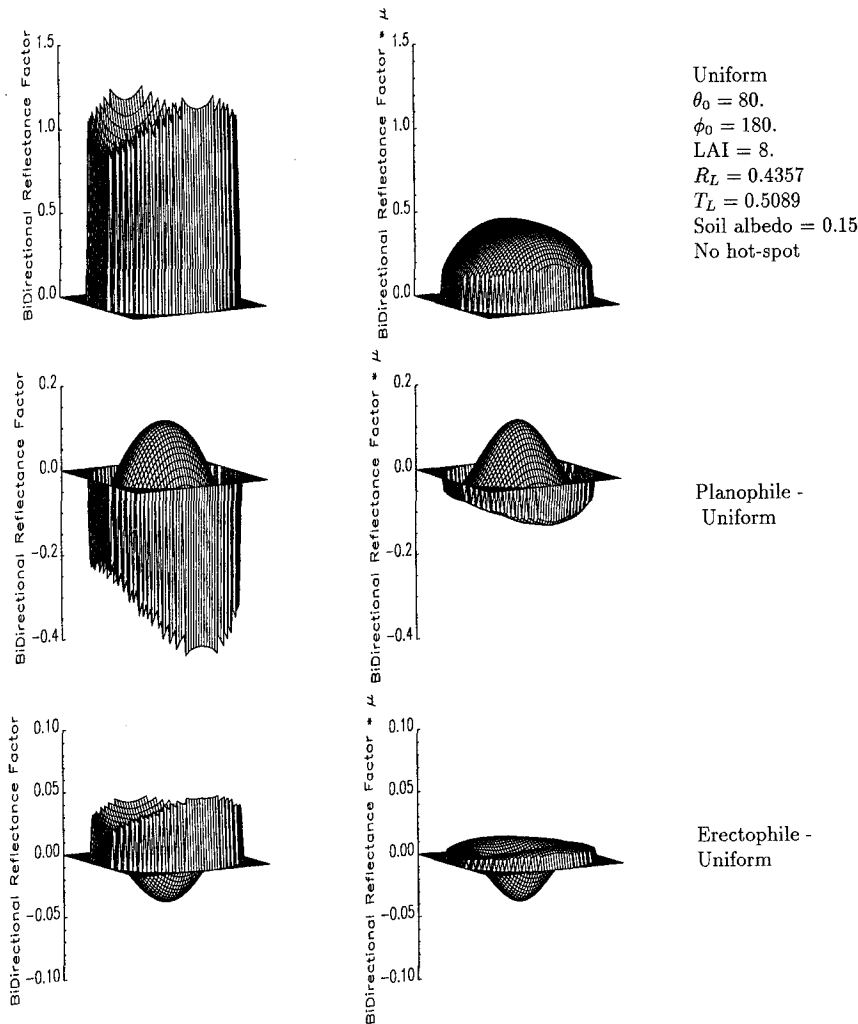 BiDirectional Reflectance Factor
1.5
1.0
0.5
0.0
BiDirectional Reflectance Factor * μ
1.5
1.0
0.5
0.0
Uniform
θ₀ = 80.
φ₀ = 180.
LAI = 8.
R_L = 0.4357
T_L = 0.5089
Soil albedo = 0.15
No hot-spot
BiDirectional Reflectance Factor
0.2
0.0
−0.2
−0.4
BiDirectional Reflectance Factor * μ
0.2
0.0
−0.2
−0.4
Planophile -
Uniform
BiDirectional Reflectance Factor
0.10
0.05
0.00
−0.05
−0.10
BiDirectional Reflectance Factor * μ
0.10
0.05
0.00
−0.05
−0.10
Erectophile -
Uniform